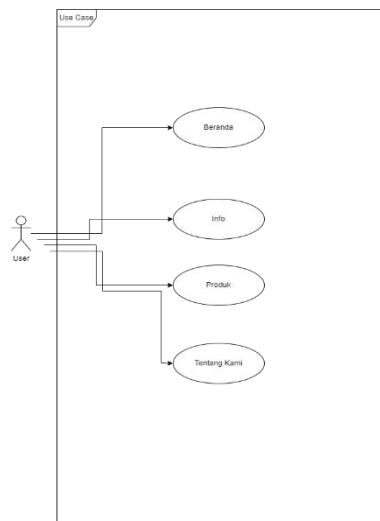 Use Case
Beranda
Info
User
Produk
Tentang Kami